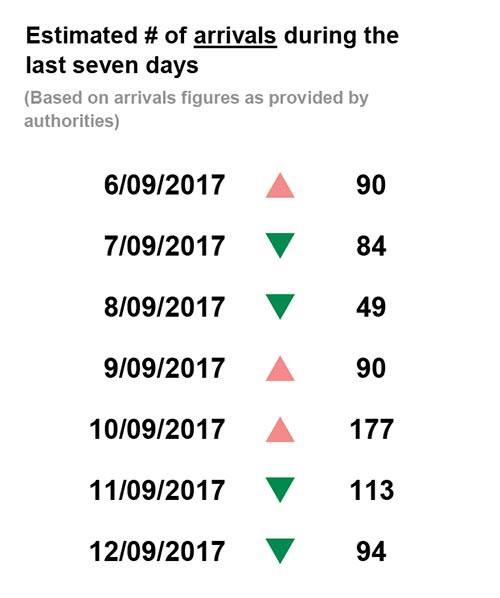 Estimated # of arrivals during the
last seven days
(Based on arrivals figures as provided by
authorities)
6/09/2017 90
7/09/2017 84
8/09/2017 49
9/09/2017 90
10/09/2017 177
11/09/2017 113
12/09/2017 94